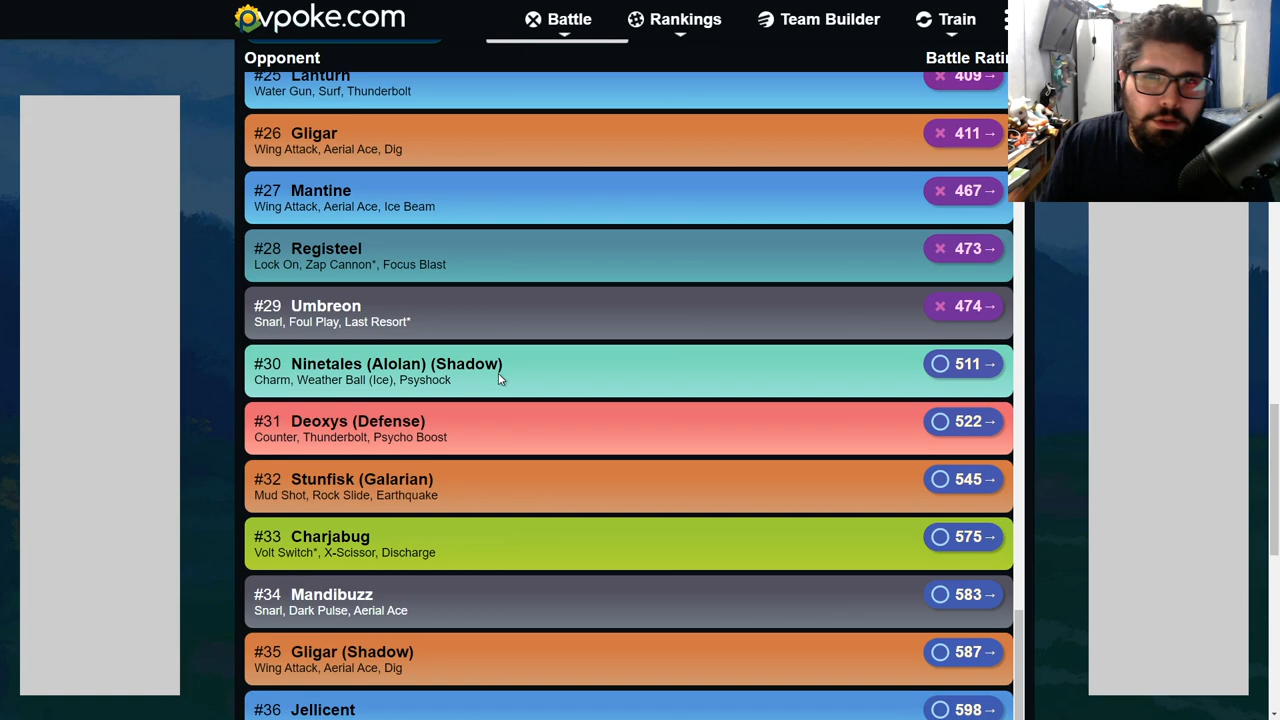 vpoke.com
Battle
Rankings
Team Builder
Train
Opponent
Battle Rati
#25 Lanturn
409→
Water Gun, Surf, Thunderbolt
#26 Gligar
411→
Wing Attack, Aerial Ace, Dig
#27 Mantine
467→
Wing Attack, Aerial Ace, Ice Beam
#28 Registeel
473→
Lock On, Zap Cannon*, Focus Blast
#29 Umbreon
474→
Snarl, Foul Play, Last Resort*
#30 Ninetales (Alolan) (Shadow)
511→
Charm, Weather Ball (Ice), Psyshock
#31 Deoxys (Defense)
522→
Counter, Thunderbolt, Psycho Boost
#32 Stunfisk (Galarian)
545→
Mud Shot, Rock Slide, Earthquake
#33 Charjabug
575→
Volt Switch*, X-Scissor, Discharge
#34 Mandibuzz
583→
Snarl, Dark Pulse, Aerial Ace
#35 Gligar (Shadow)
587→
Wing Attack, Aerial Ace, Dig
#36 Jellicent
598→